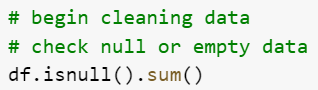 # begin cleaning data
# check null or empty data
df.isnull().sum()